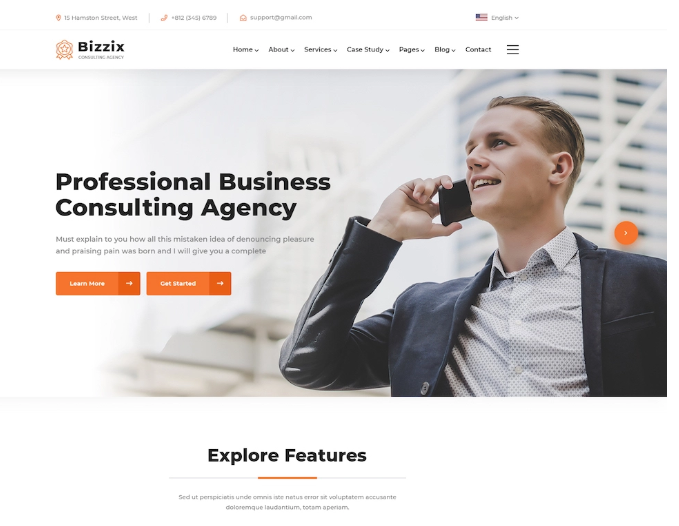 15 Hamston Street, West
+812 (345) 6789
support@gmail.com
English
Bizzix
CONSULTING AGENCY
Home
About
Services
Case Study
Pages
Blog
Contact
Professional Business
Consulting Agency
Must explain to you how all this mistaken idea of denouncing pleasure
and praising pain was born and I will give you a complete
Learn More
Get Started
Explore Features
Sed ut perspiciatis unde omnis iste natus error sit voluptatem accusante
doloremque laudantium, totam aperiam.